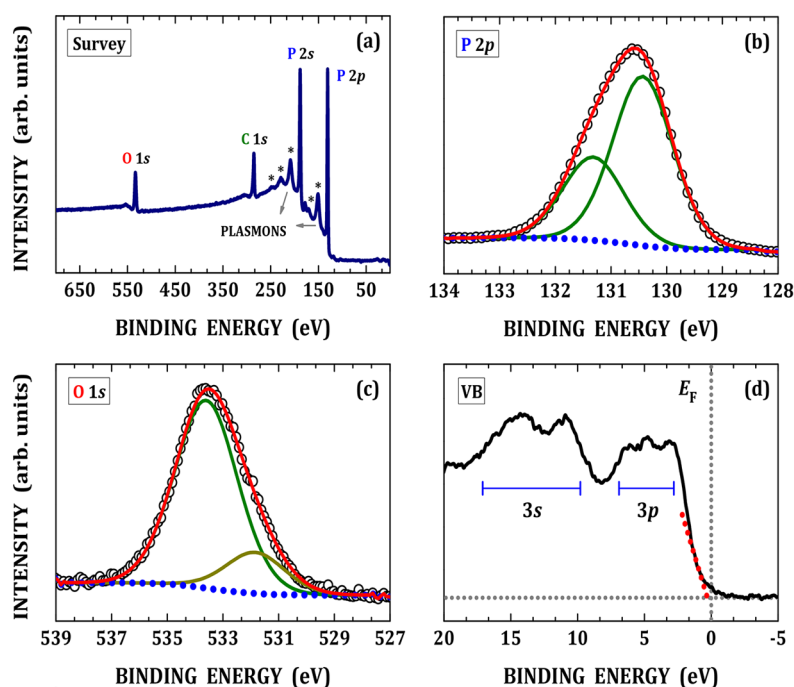 Survey
(a)
P 2s
P 2p
C 1s
O 1s
* * * * *
PLASMONS
INTENSITY (arb. units)
650 550 450 350 250 150 50
BINDING ENERGY (eV)
P 2p
(b)
134 133 132 131 130 129 128
BINDING ENERGY (eV)
O 1s
(c)
INTENSITY (arb. units)
539 537 535 533 531 529 527
BINDING ENERGY (eV)
VB
EF
(d)
3s
3p
20 15 10 5 0 -5
BINDING ENERGY (eV)